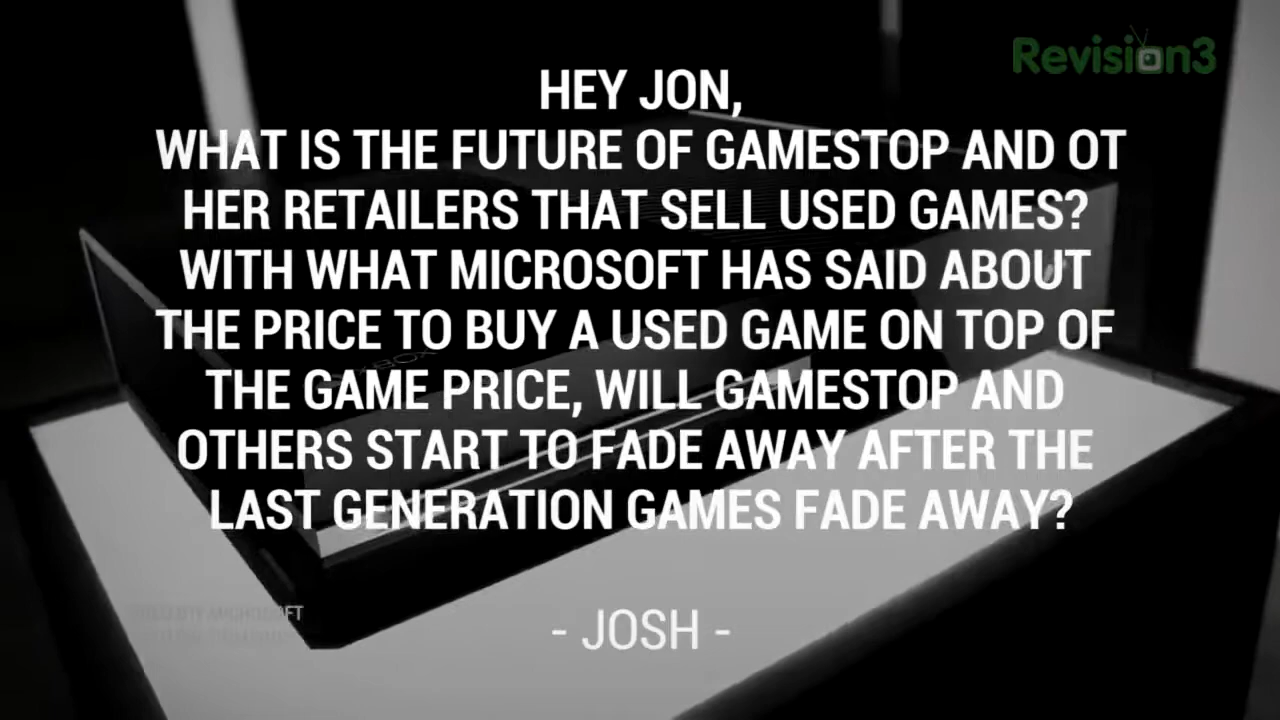 Revision3
HEY JON,
WHAT IS THE FUTURE OF GAMESTOP AND OT
HER RETAILERS THAT SELL USED GAMES?
WITH WHAT MICROSOFT HAS SAID ABOUT
THE PRICE TO BUY A USED GAME ON TOP OF
THE GAME PRICE, WILL GAMESTOP AND
OTHERS START TO FADE AWAY AFTER THE
LAST GENERATION GAMES FADE AWAY?
XBOX
MICROSOFT
- JOSH -